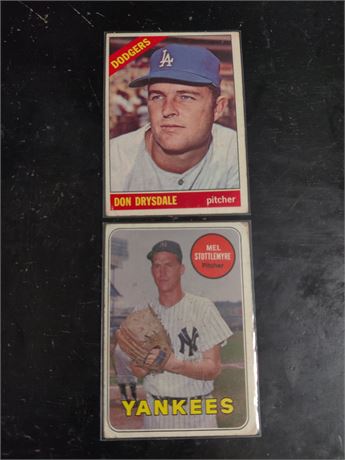 DODGERS
LA
DON DRYSDALE pitcher
MEL
STOTTLEMYRE
Pitcher
NY
YANKEES